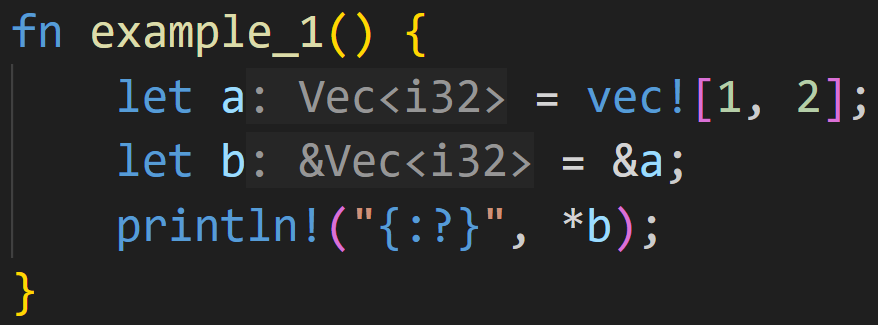 fn example_1() {
let a: Vec<i32> = vec![1, 2];
let b: &Vec<i32> = &a;
println!("{:?}", *b);
}